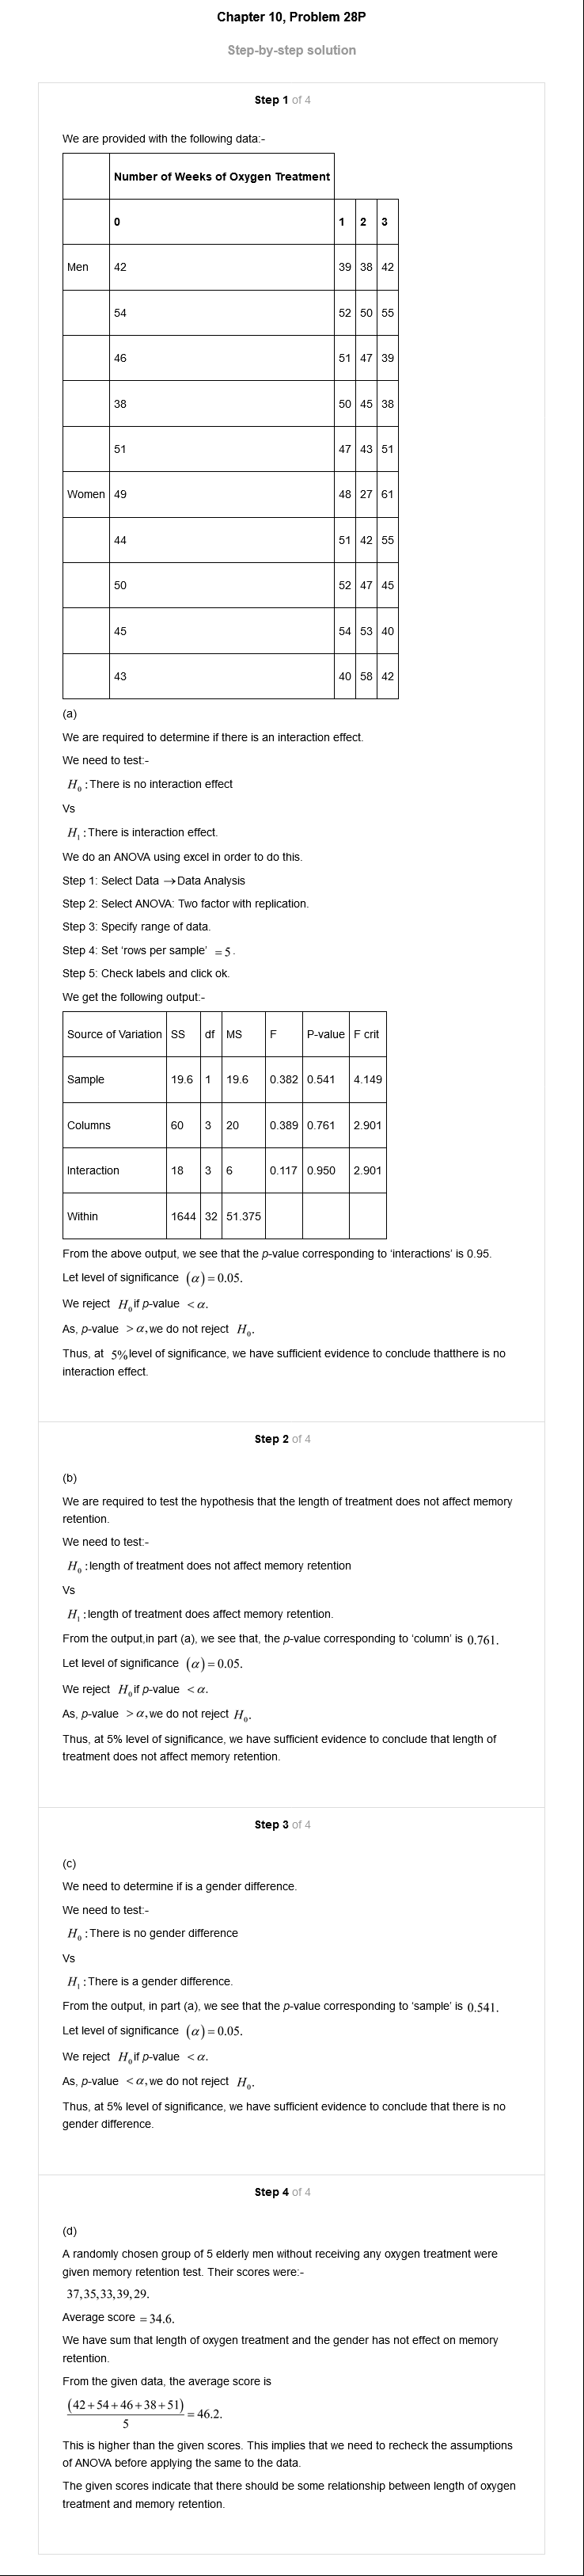 Chapter 10, Problem 28P
Step-by-step solution
Step 1 of 4
We are provided with the following data:-
Number of Weeks of Oxygen Treatment
0 1 2 3
Men 42 39 38 42
54 52 50 55
46 51 47 39
38 50 45 38
51 47 43 51
Women 49 48 27 61
44 51 42 55
50 52 47 45
45 54 53 40
43 40 58 42
(a)
We are required to determine if there is an interaction effect.
We need to test:-
H₀ : There is no interaction effect
Vs
H₁ : There is interaction effect.
We do an ANOVA using excel in order to do this.
Step 1: Select Data →Data Analysis
Step 2: Select ANOVA: Two factor with replication.
Step 3: Specify range of data.
Step 4: Set ‘rows per sample’ = 5.
Step 5: Check labels and click ok.
We get the following output:-
Source of Variation SS df MS F P-value F crit
Sample 19.6 1 19.6 0.382 0.541 4.149
Columns 60 3 20 0.389 0.761 2.901
Interaction 18 3 6 0.117 0.950 2.901
Within 1644 32 51.375
From the above output, we see that the p-value corresponding to ‘interactions’ is 0.95.
Let level of significance (α) = 0.05.
We reject H₀ if p-value < α.
As, p-value > α, we do not reject H₀.
Thus, at 5% level of significance, we have sufficient evidence to conclude thatthere is no
interaction effect.
Step 2 of 4
(b)
We are required to test the hypothesis that the length of treatment does not affect memory
retention.
We need to test:-
H₀ : length of treatment does not affect memory retention
Vs
H₁ : length of treatment does affect memory retention.
From the output,in part (a), we see that, the p-value corresponding to ‘column’ is 0.761.
Let level of significance (α) = 0.05.
We reject H₀ if p-value < α.
As, p-value > α, we do not reject H₀.
Thus, at 5% level of significance, we have sufficient evidence to conclude that length of
treatment does not affect memory retention.
Step 3 of 4
(c)
We need to determine if is a gender difference.
We need to test:-
H₀ : There is no gender difference
Vs
H₁ : There is a gender difference.
From the output, in part (a), we see that the p-value corresponding to ‘sample’ is 0.541.
Let level of significance (α) = 0.05.
We reject H₀ if p-value < α.
As, p-value < α, we do not reject H₀.
Thus, at 5% level of significance, we have sufficient evidence to conclude that there is no
gender difference.
Step 4 of 4
(d)
A randomly chosen group of 5 elderly men without receiving any oxygen treatment were
given memory retention test. Their scores were:-
37,35,33,39,29.
Average score = 34.6.
We have sum that length of oxygen treatment and the gender has not effect on memory
retention.
From the given data, the average score is
(42+54+46+38+51)
5
= 46.2.
This is higher than the given scores. This implies that we need to recheck the assumptions
of ANOVA before applying the same to the data.
The given scores indicate that there should be some relationship between length of oxygen
treatment and memory retention.